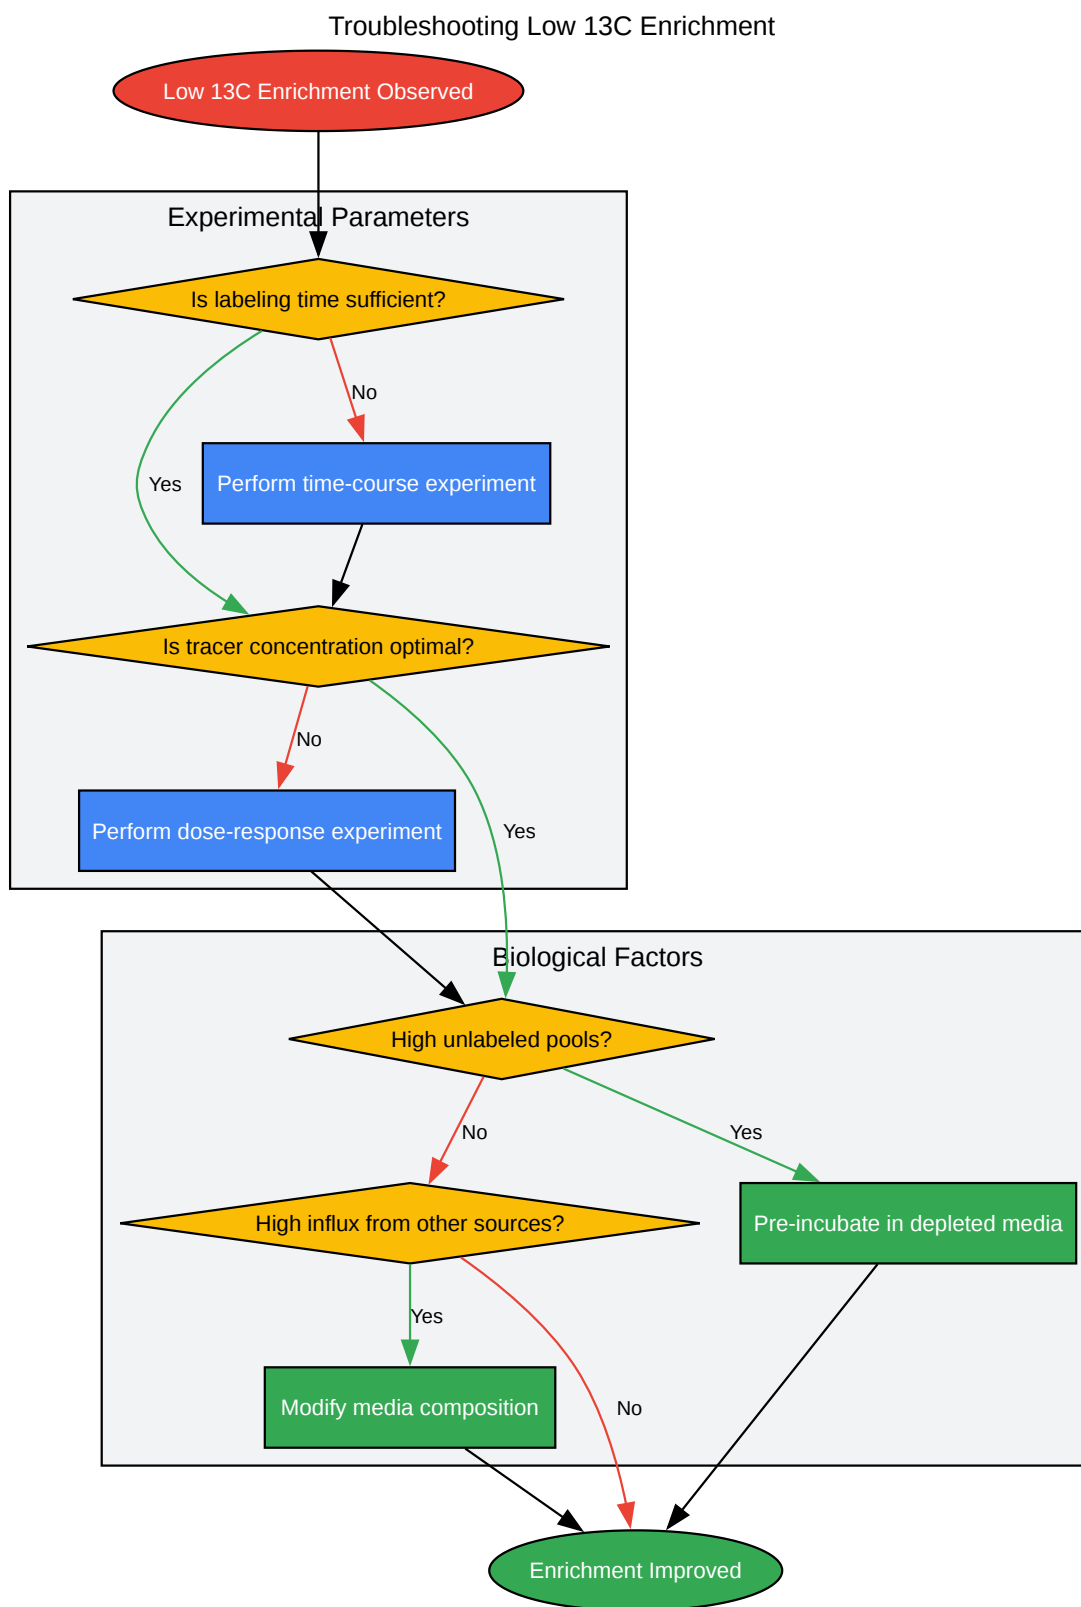 Troubleshooting Low 13C Enrichment
Low 13C Enrichment Observed
Experimental Parameters
Is labeling time sufficient?
No
Perform time-course experiment
Yes
Is tracer concentration optimal?
No
Perform dose-response experiment
Yes
Biological Factors
High unlabeled pools?
No
Yes
High influx from other sources?
Pre-incubate in depleted media
Yes
Modify media composition
No
Enrichment Improved